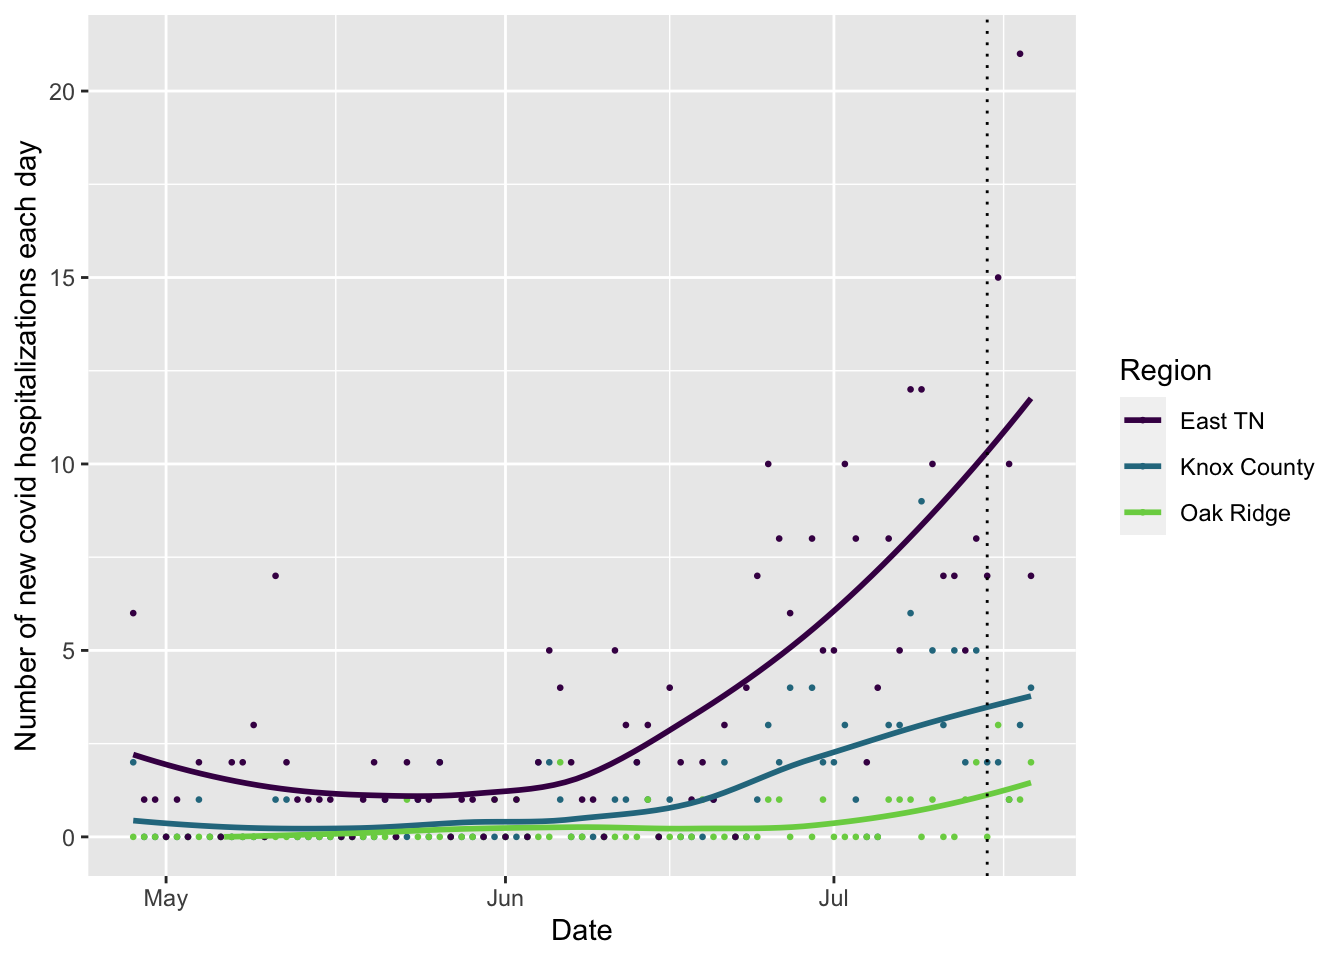 Number of new covid hospitalizations each day
20
15
10
5
0
May
Jun
Jul
Date
Region
East TN
Knox County
Oak Ridge